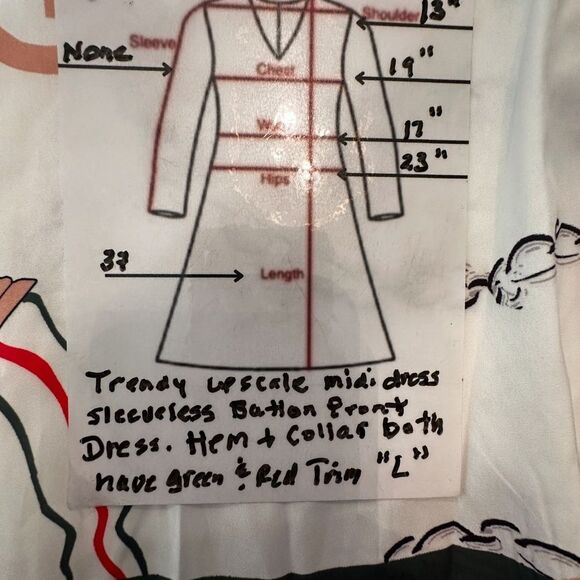 Shoulder 13"
Sleeve
None
Chest 19"
17"
23"
Hips
37 Length
Trendy upscale midi dress
sleeveless Button Front
Dress. Hem + Collar both
have green & Red Trim "L"